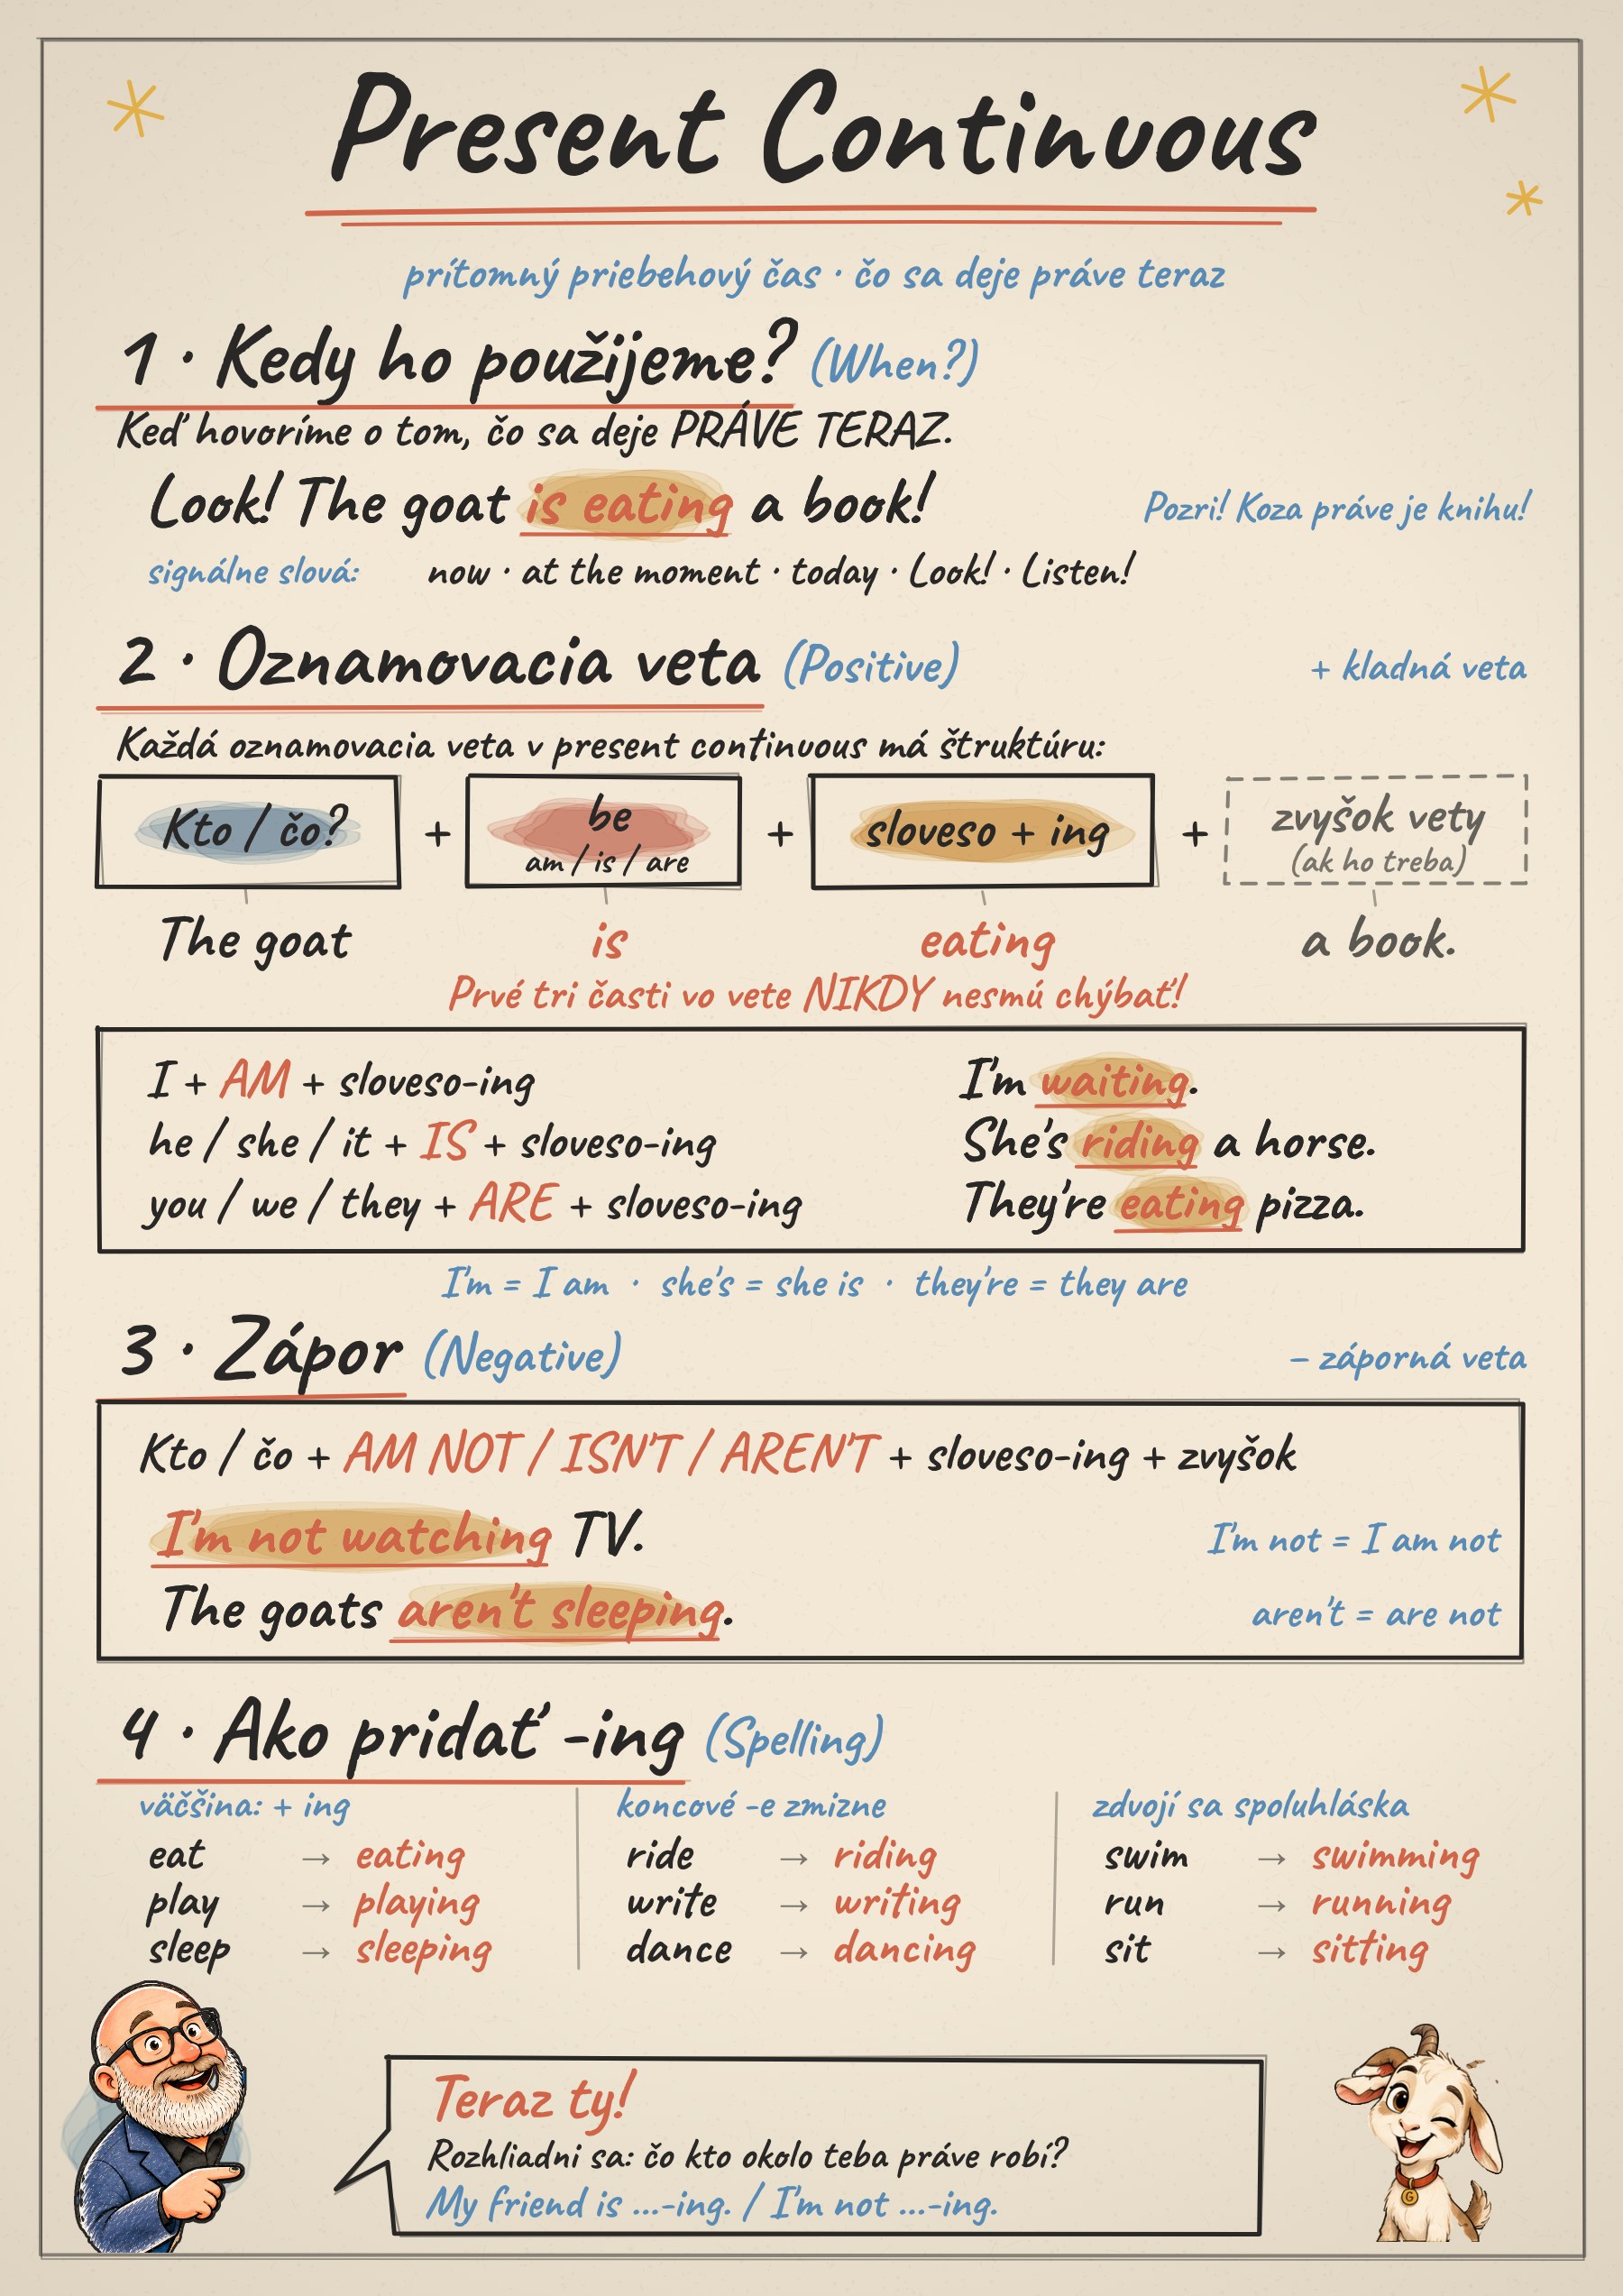 Present Continuous
prítomný priebehový čas · čo sa deje práve teraz
1 · Kedy ho použijeme? (When?)
Keď hovoríme o tom, čo sa deje PRÁVE TERAZ.
Look! The goat is eating a book! Pozri! Koza práve je knihu!
signálne slová: now · at the moment · today · Look! · Listen!
2 · Oznamovacia veta (Positive) + kladná veta
Každá oznamovacia veta v present continuous má štruktúru:
Kto / čo? + be + sloveso + ing + zvyšok vety
am / is / are (ak ho treba)
The goat is eating a book.
Prvé tri časti vo vete NIKDY nesmú chýbať!
I + AM + sloveso-ing I'm waiting.
he / she / it + IS + sloveso-ing She's riding a horse.
you / we / they + ARE + sloveso-ing They're eating pizza.
I'm = I am · she's = she is · they're = they are
3 · Zápor (Negative) – záporná veta
Kto / čo + AM NOT / ISN'T / AREN'T + sloveso-ing + zvyšok
I'm not watching TV. I'm not = I am not
The goats aren't sleeping. aren't = are not
4 · Ako pridať -ing (Spelling)
väčšina: + ing koncové -e zmizne zdvojí sa spoluhláska
eat → eating ride → riding swim → swimming
play → playing write → writing run → running
sleep → sleeping dance → dancing sit → sitting
Teraz ty!
Rozhliadni sa: čo kto okolo teba práve robí?
My friend is ...-ing. / I'm not ...-ing.
G